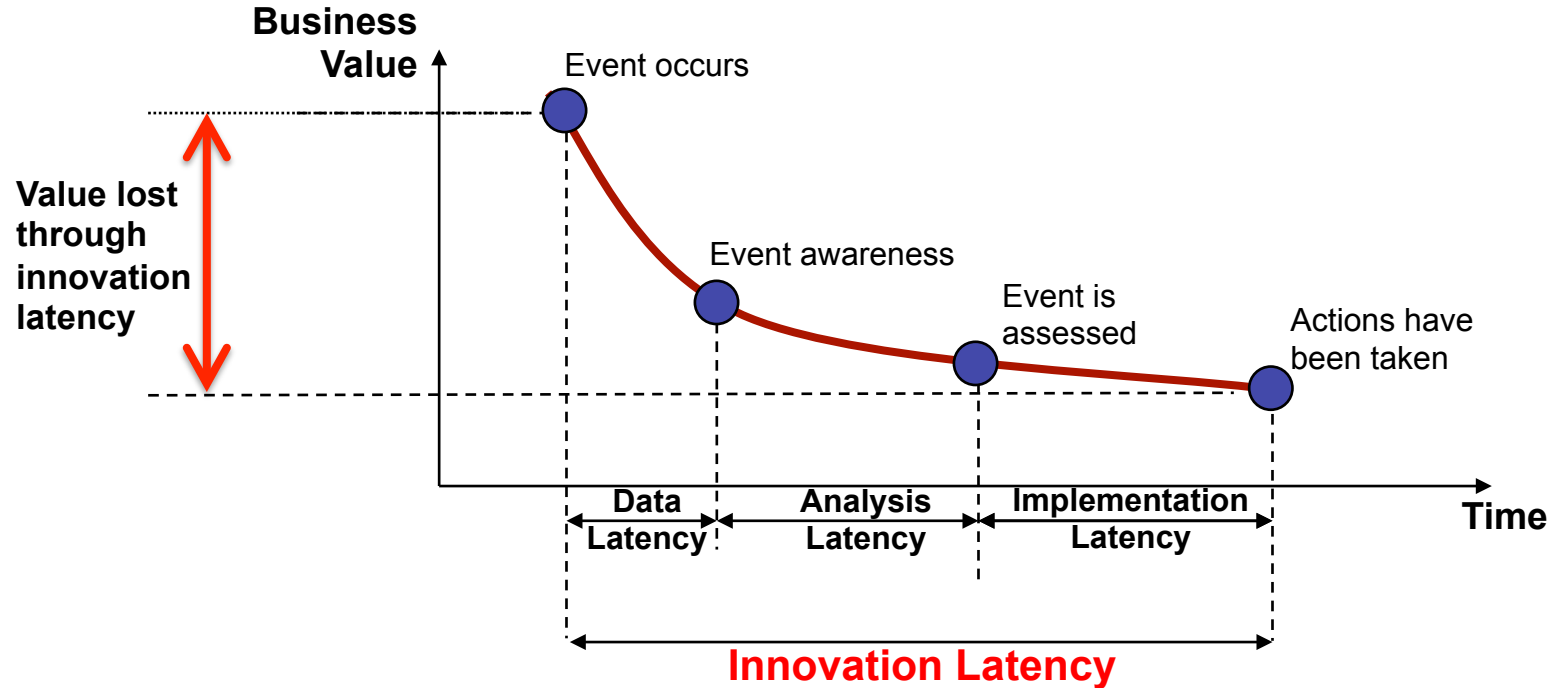 Business
Value
Event occurs
Value lost
through
innovation
latency
Event awareness
Event is
assessed
Actions have
been taken
Data
Latency
Analysis
Latency
Implementation
Latency
Time
Innovation Latency